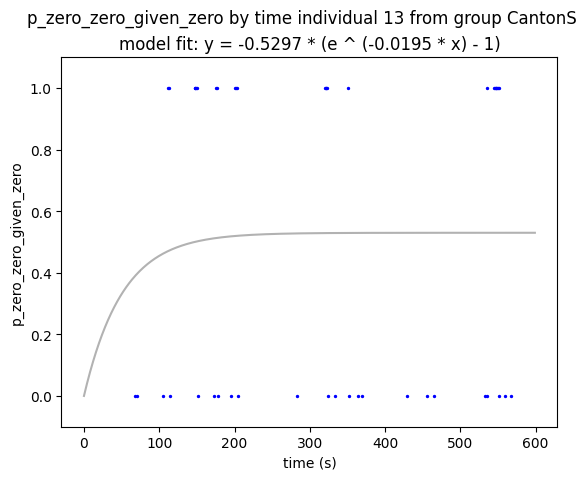 p_zero_zero_given_zero by time individual 13 from group CantonS
model fit: y = -0.5297 * (e ^ (-0.0195 * x) - 1)
p_zero_zero_given_zero
1.0
0.8
0.6
0.4
0.2
0.0
0 100 200 300 400 500 600
time (s)